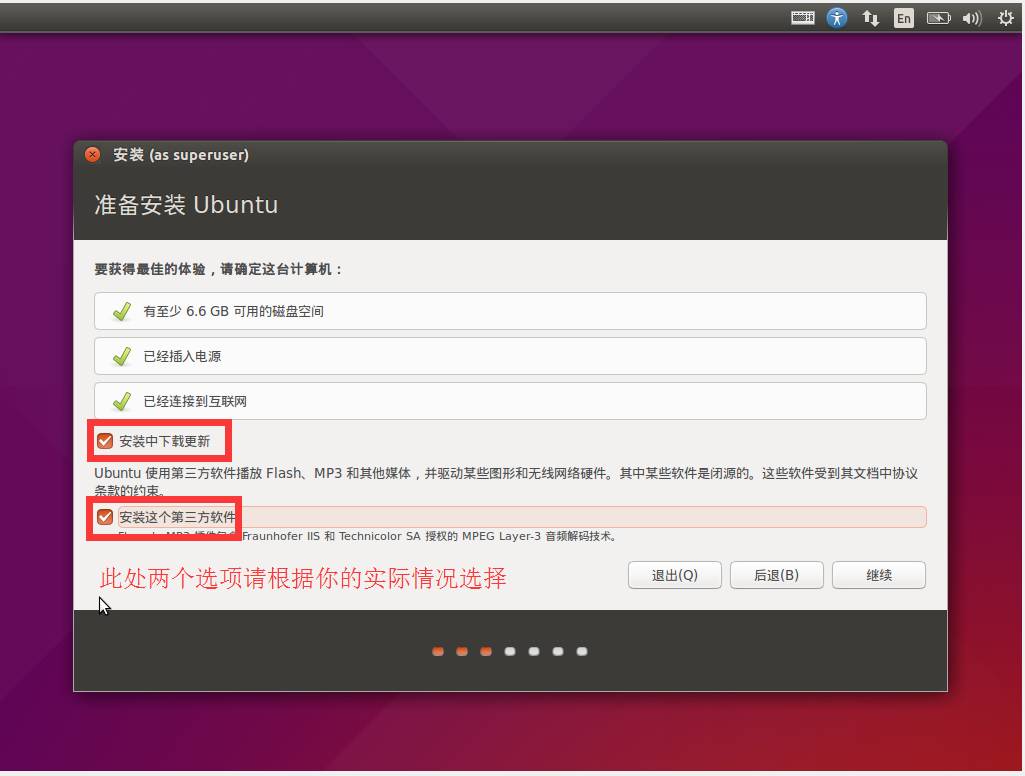 En
安装 (as superuser)
准备安装 Ubuntu
要获得最佳的体验，请确定这台计算机：
有至少 6.6 GB 可用的磁盘空间
已经插入电源
已经连接到互联网
安装中下载更新
Ubuntu 使用第三方软件播放 Flash、MP3 和其他媒体，并驱动某些图形和无线网络硬件。其中某些软件是闭源的。这些软件受到其文档中协议
条款的约束。
安装这个第三方软件
Fraunhofer IIS 和 Technicolor SA 授权的 MPEG Layer-3 音频解码技术。
此处两个选项请根据你的实际情况选择
退出(Q)
后退(B)
继续